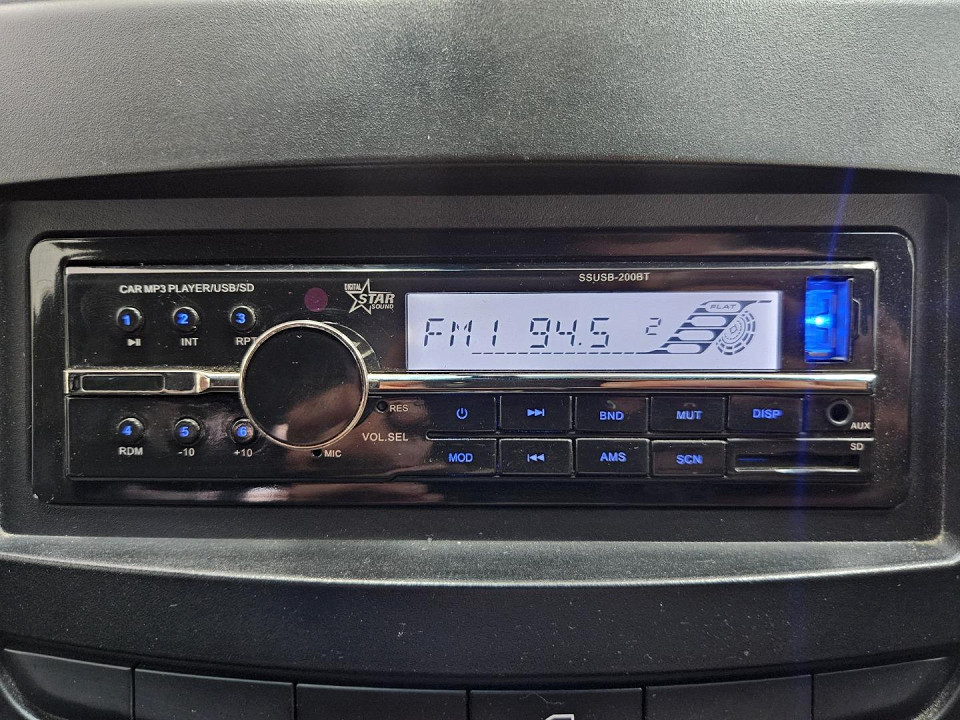 CAR MP3 PLAYER/USB/SD
DIGITAL
STAR
SOUND
SSUSB-200BT
1 2 3
INT RPT
FM1 94.5 2
FLAT
RES
VOL.SEL
MIC
4 5 6
RDM -10 +10
BND MUT DISP
MOD AMS SCN
AUX
SD